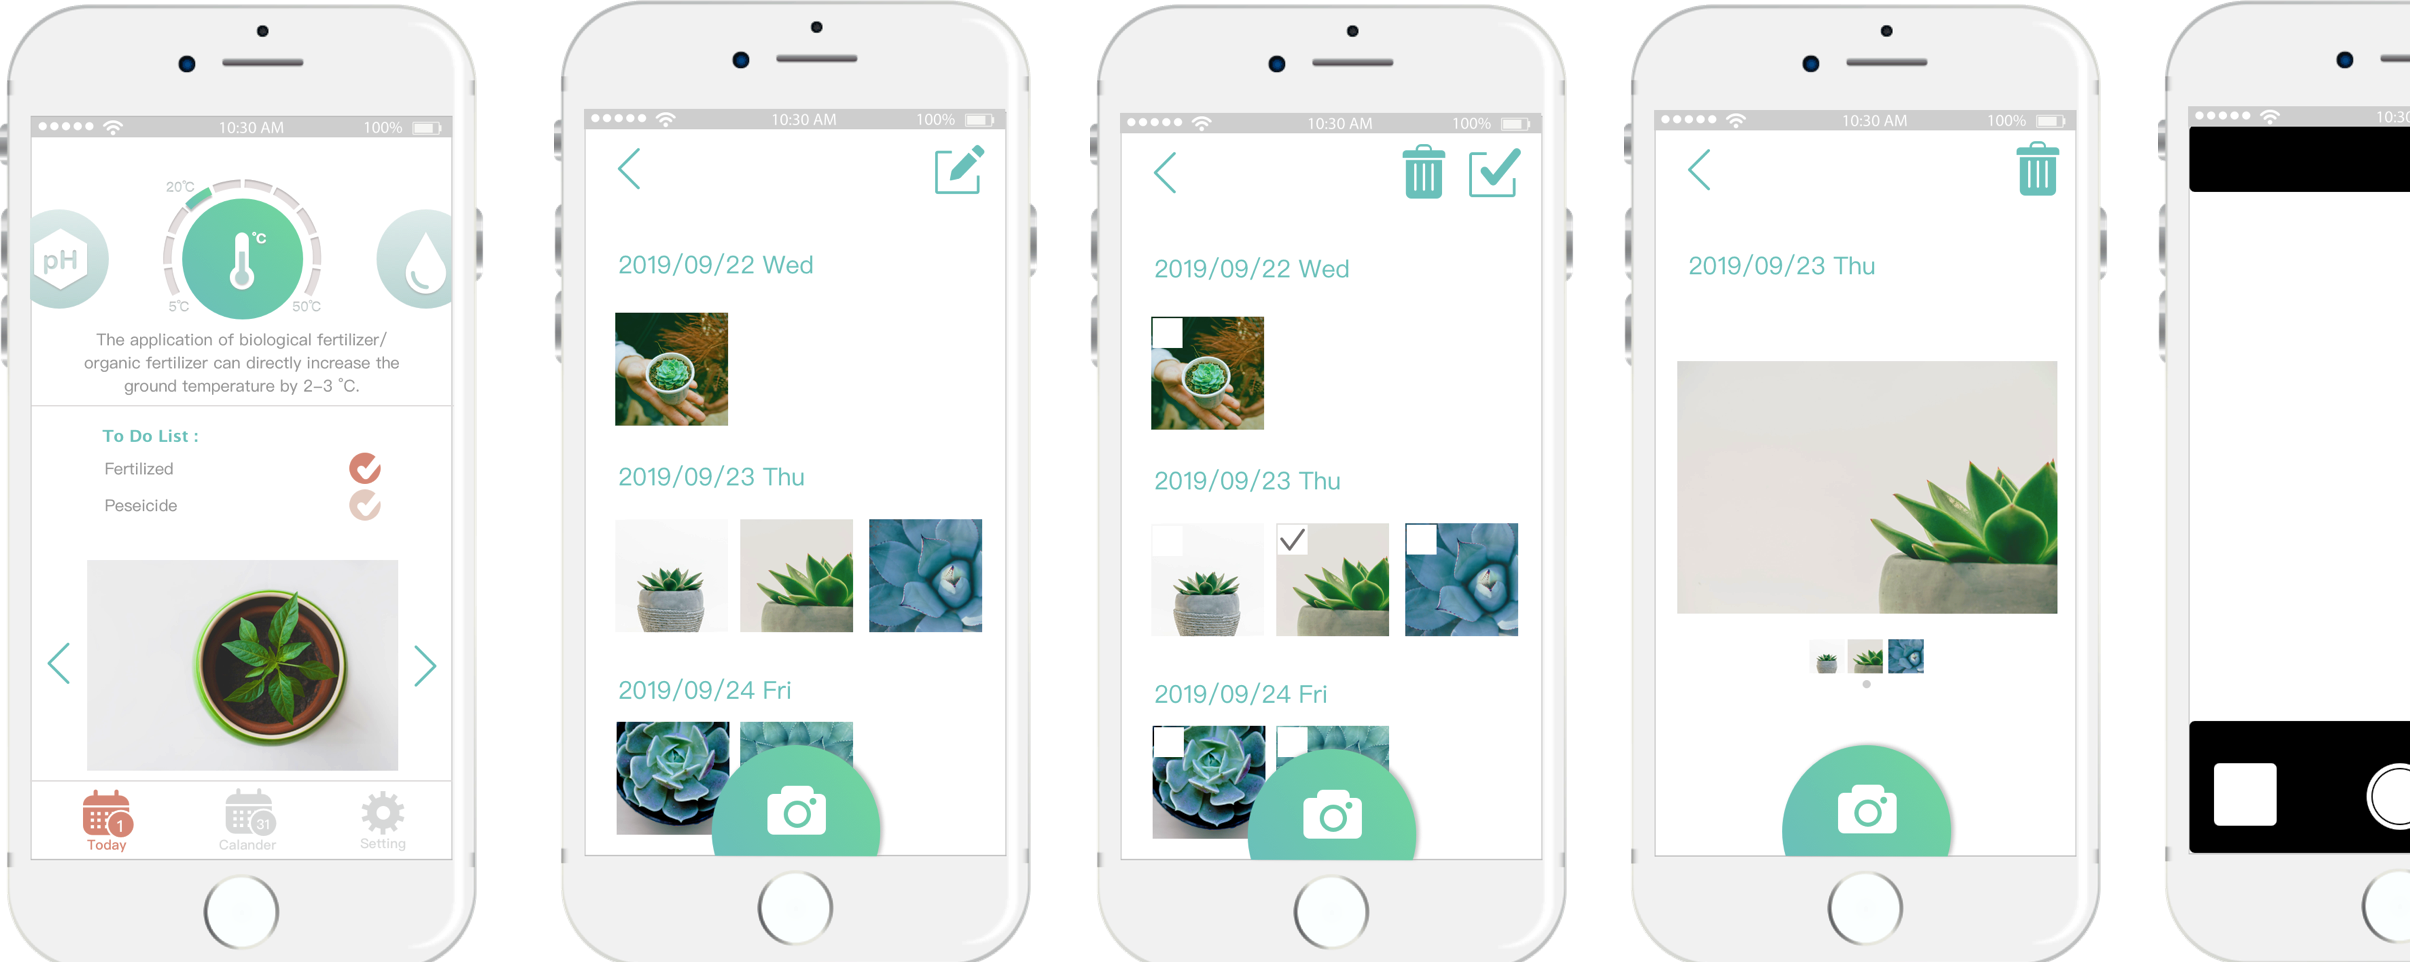 10:30 AM 100%
20℃
℃
pH
5℃ 50℃
The application of biological fertilizer/
organic fertilizer can directly increase the
ground temperature by 2-3 ℃.
To Do List :
Fertilized
Peseicide
1 31
Today Calander Setting
10:30 AM 100%
2019/09/22 Wed
2019/09/23 Thu
2019/09/24 Fri
10:30 AM 100%
2019/09/22 Wed
2019/09/23 Thu
2019/09/24 Fri
10:30 AM 100%
2019/09/23 Thu